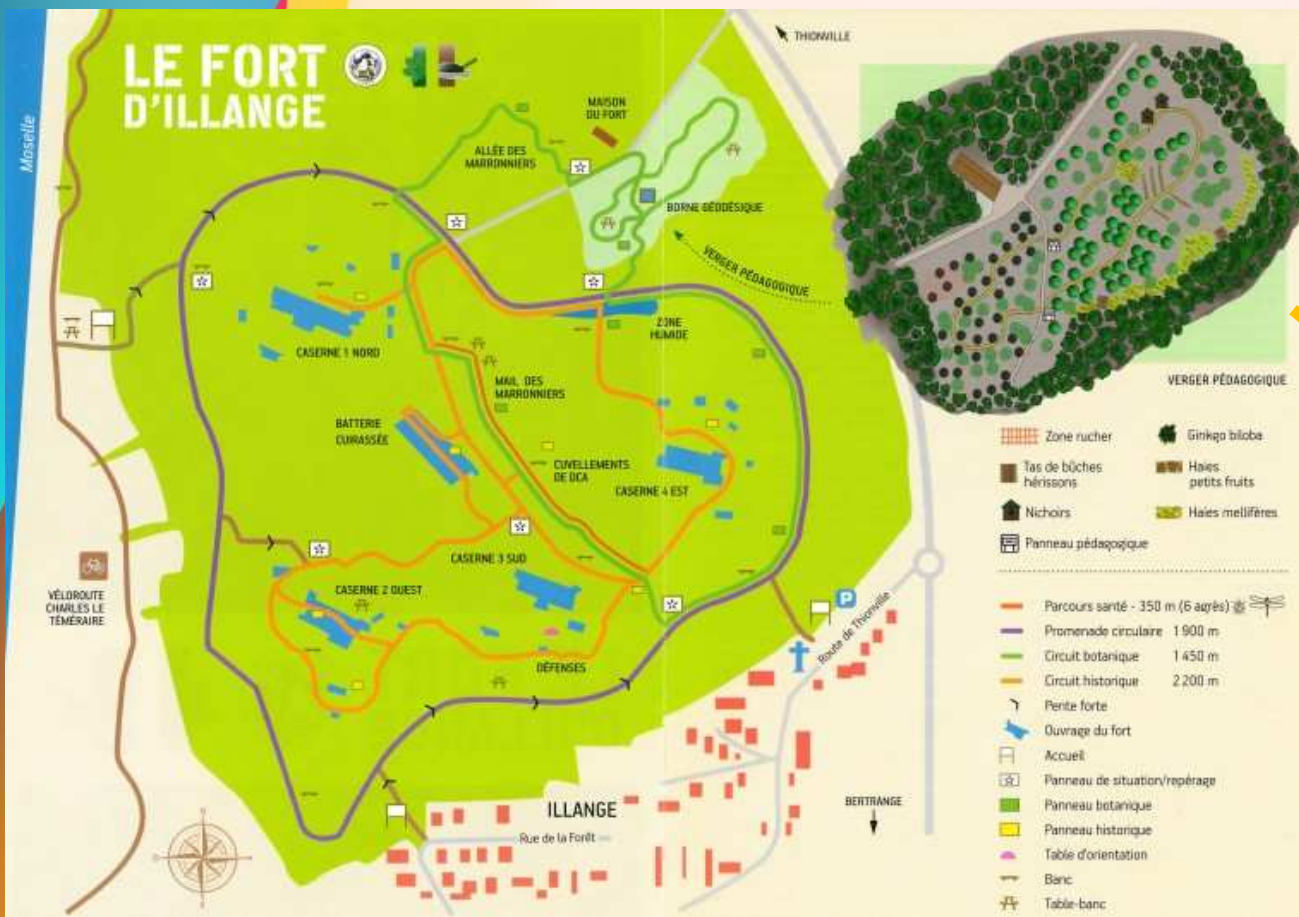 LE FORT
D'ILLANGE
Moselle
THIONVILLE
MAISON
DU FORT
ALLÉE DES
MARRONNIERS
BORNE GÉODÉSIQUE
VERGER PÉDAGOGIQUE
ZONE
HUMIDE
CASERNE 1 NORD
MAIL DES
MARRONNIERS
BATTERIE
CUIRASSÉE
CUVELLEMENTS
DE DCA
CASERNE 4 EST
CASERNE 3 SUD
CASERNE 2 OUEST
DÉFENSES
VÉLOROUTE
CHARLES LE
TÉMÉRAIRE
P
Route de Thionville
ILLANGE
Rue de la Forêt
BERTRANGE
VERGER PÉDAGOGIQUE
Zone rucher
Ginkgo biloba
Tas de bûches
hérissons
Haies
petits fruits
Nichoirs
Haies mellifères
Panneau pédagogique
Parcours santé - 350 m (6 agrès)
Promenade circulaire 1 900 m
Circuit botanique 1 450 m
Circuit historique 2 200 m
Pente forte
Ouvrage du fort
Accueil
Panneau de situation/repérage
Panneau botanique
Panneau historique
Table d'orientation
Banc
Table-banc